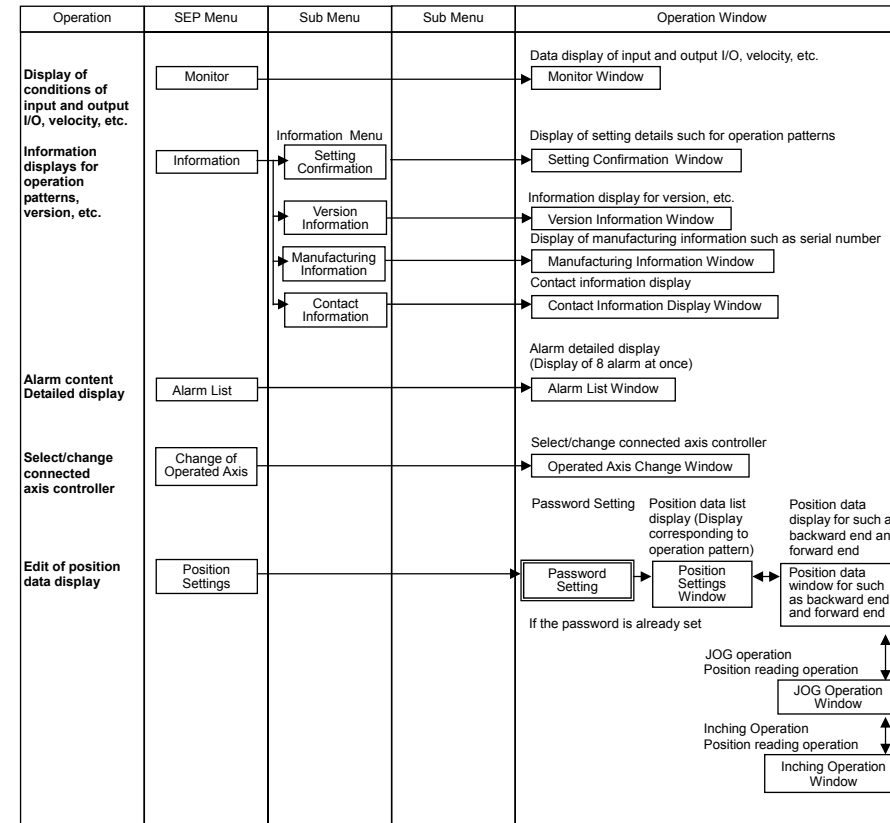 Operation
SEP Menu
Sub Menu
Sub Menu
Operation Window
Display of
conditions of
input and output
I/O, velocity, etc.
Monitor
Data display of input and output I/O, velocity, etc.
Monitor Window
Information
displays for
operation
patterns,
version, etc.
Information
Information Menu
Setting
Confirmation
Display of setting details such for operation patterns
Setting Confirmation Window
Version
Information
Information display for version, etc.
Version Information Window
Manufacturing
Information
Display of manufacturing information such as serial number
Manufacturing Information Window
Contact
Information
Contact information display
Contact Information Display Window
Alarm content
Detailed display
Alarm List
Alarm detailed display
(Display of 8 alarm at once)
Alarm List Window
Select/change
connected
axis controller
Change of
Operated Axis
Select/change connected axis controller
Operated Axis Change Window
Edit of position
data display
Position
Settings
Password Setting
Password
Setting
If the password is already set
Position data list
display (Display
corresponding to
operation pattern)
Position
Settings
Window
Position data
display for such a
backward end an
forward end
Position data
window for such
as backward end
and forward end
JOG operation
Position reading operation
JOG Operation
Window
Inching Operation
Position reading operation
Inching Operation
Window